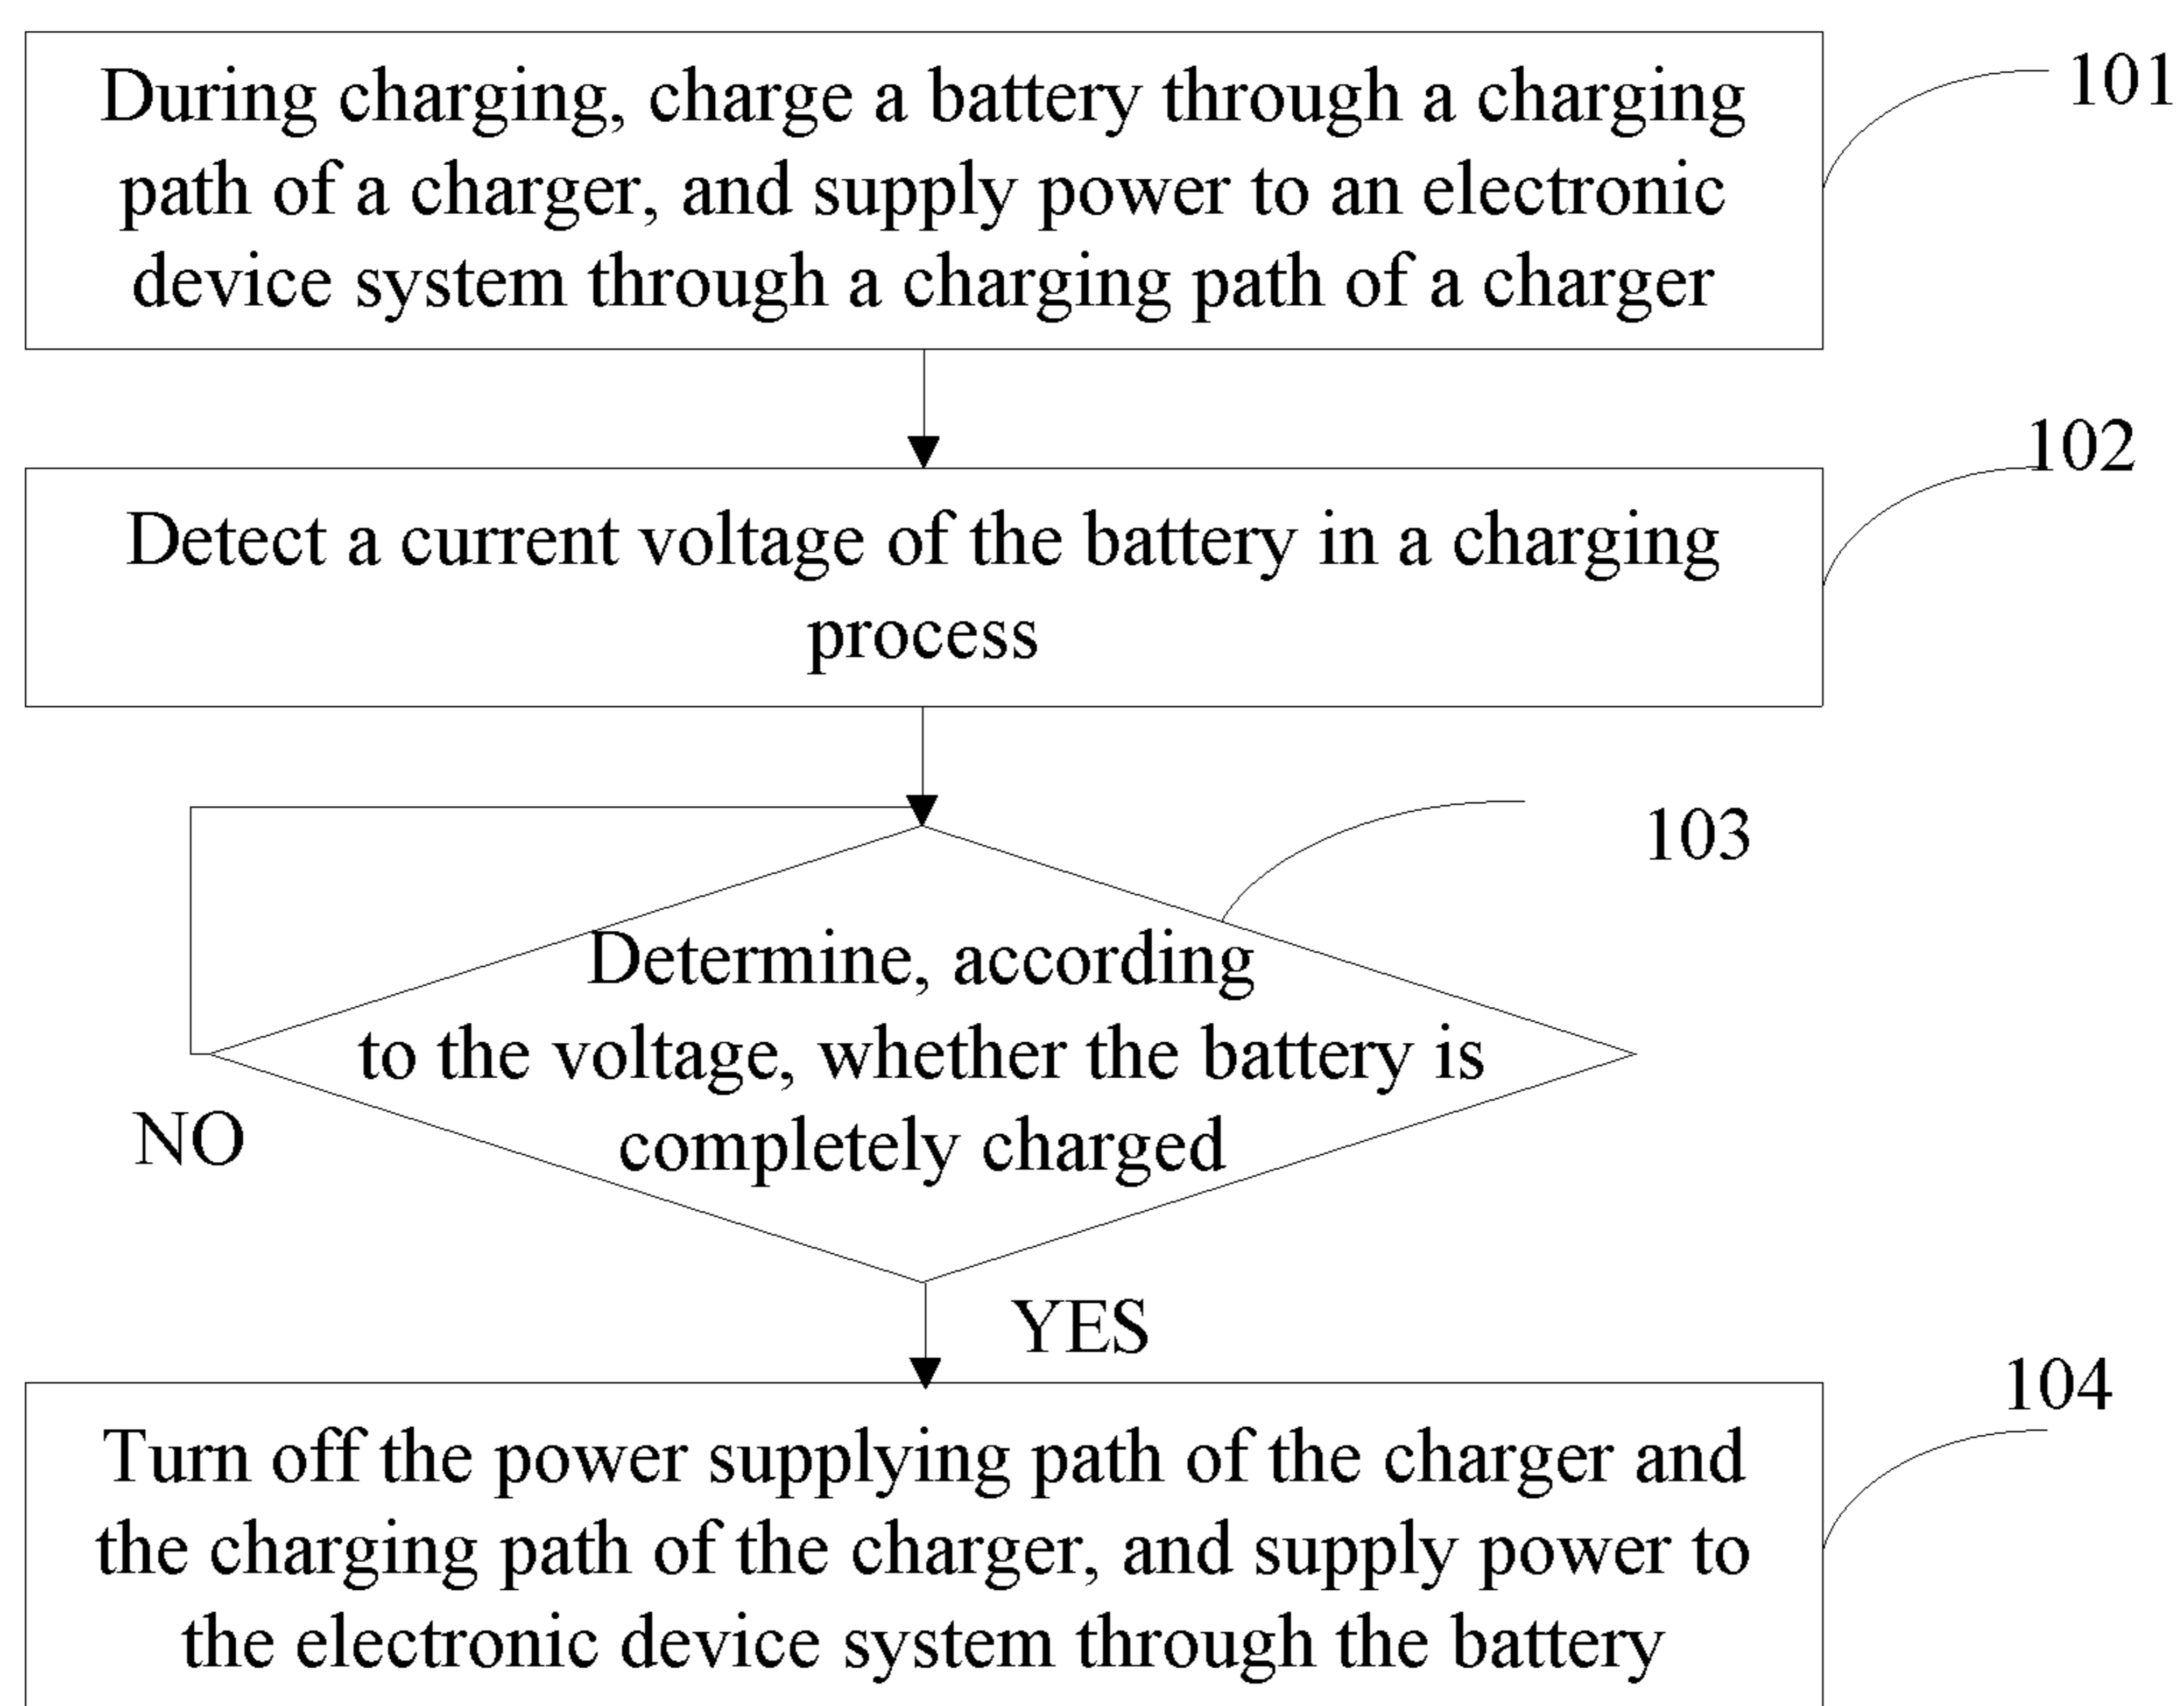 During charging, charge a battery through a charging
path of a charger, and supply power to an electronic
device system through a charging path of a charger
101
102
Detect a current voltage of the battery in a charging
process
103
Determine, according
to the voltage, whether the battery is
completely charged
NO
YES
104
Turn off the power supplying path of the charger and
the charging path of the charger, and supply power to
the electronic device system through the battery